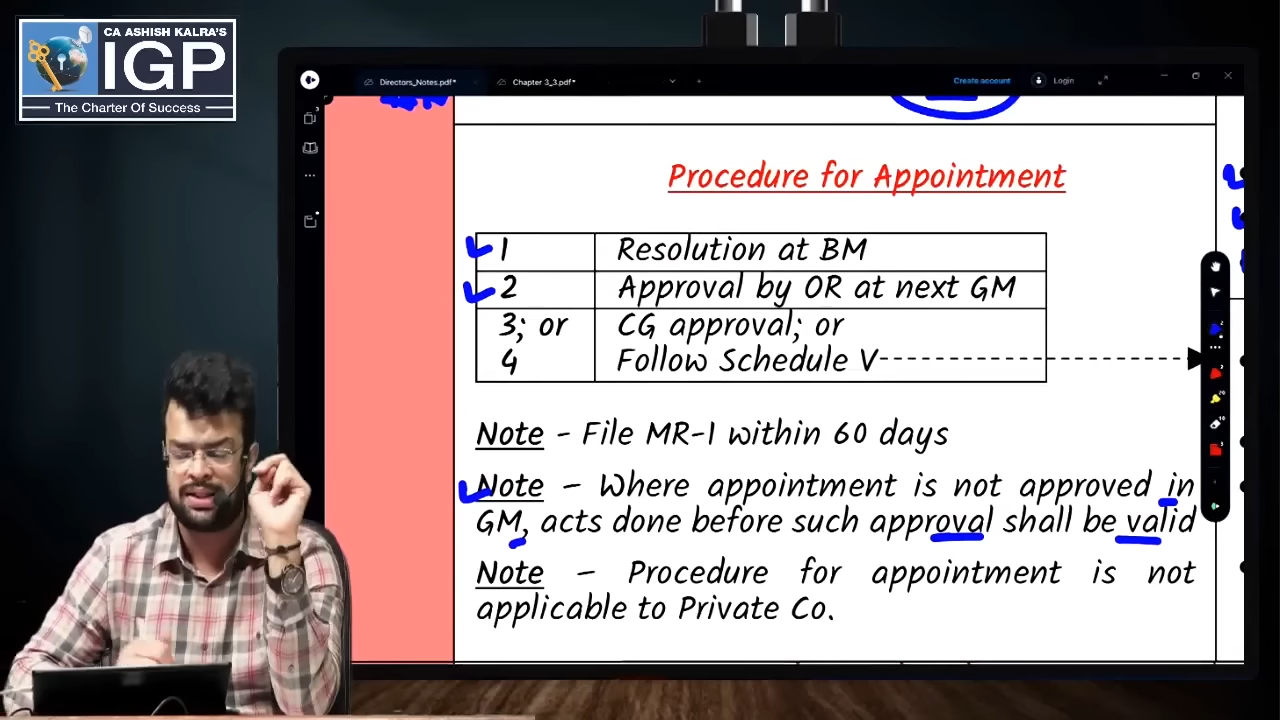 CA ASHISH KALRA'S
IGP
The Charter Of Success
Directors_Notes.pdf*
Chapter 3_3.pdf*
Create account
Login
Procedure for Appointment
1 Resolution at BM
2 Approval by OR at next GM
3; or CG approval; or
4 Follow Schedule V
Note - File MR-1 within 60 days
Note – Where appointment is not approved in
GM, acts done before such approval shall be valid
Note – Procedure for appointment is not
applicable to Private Co.